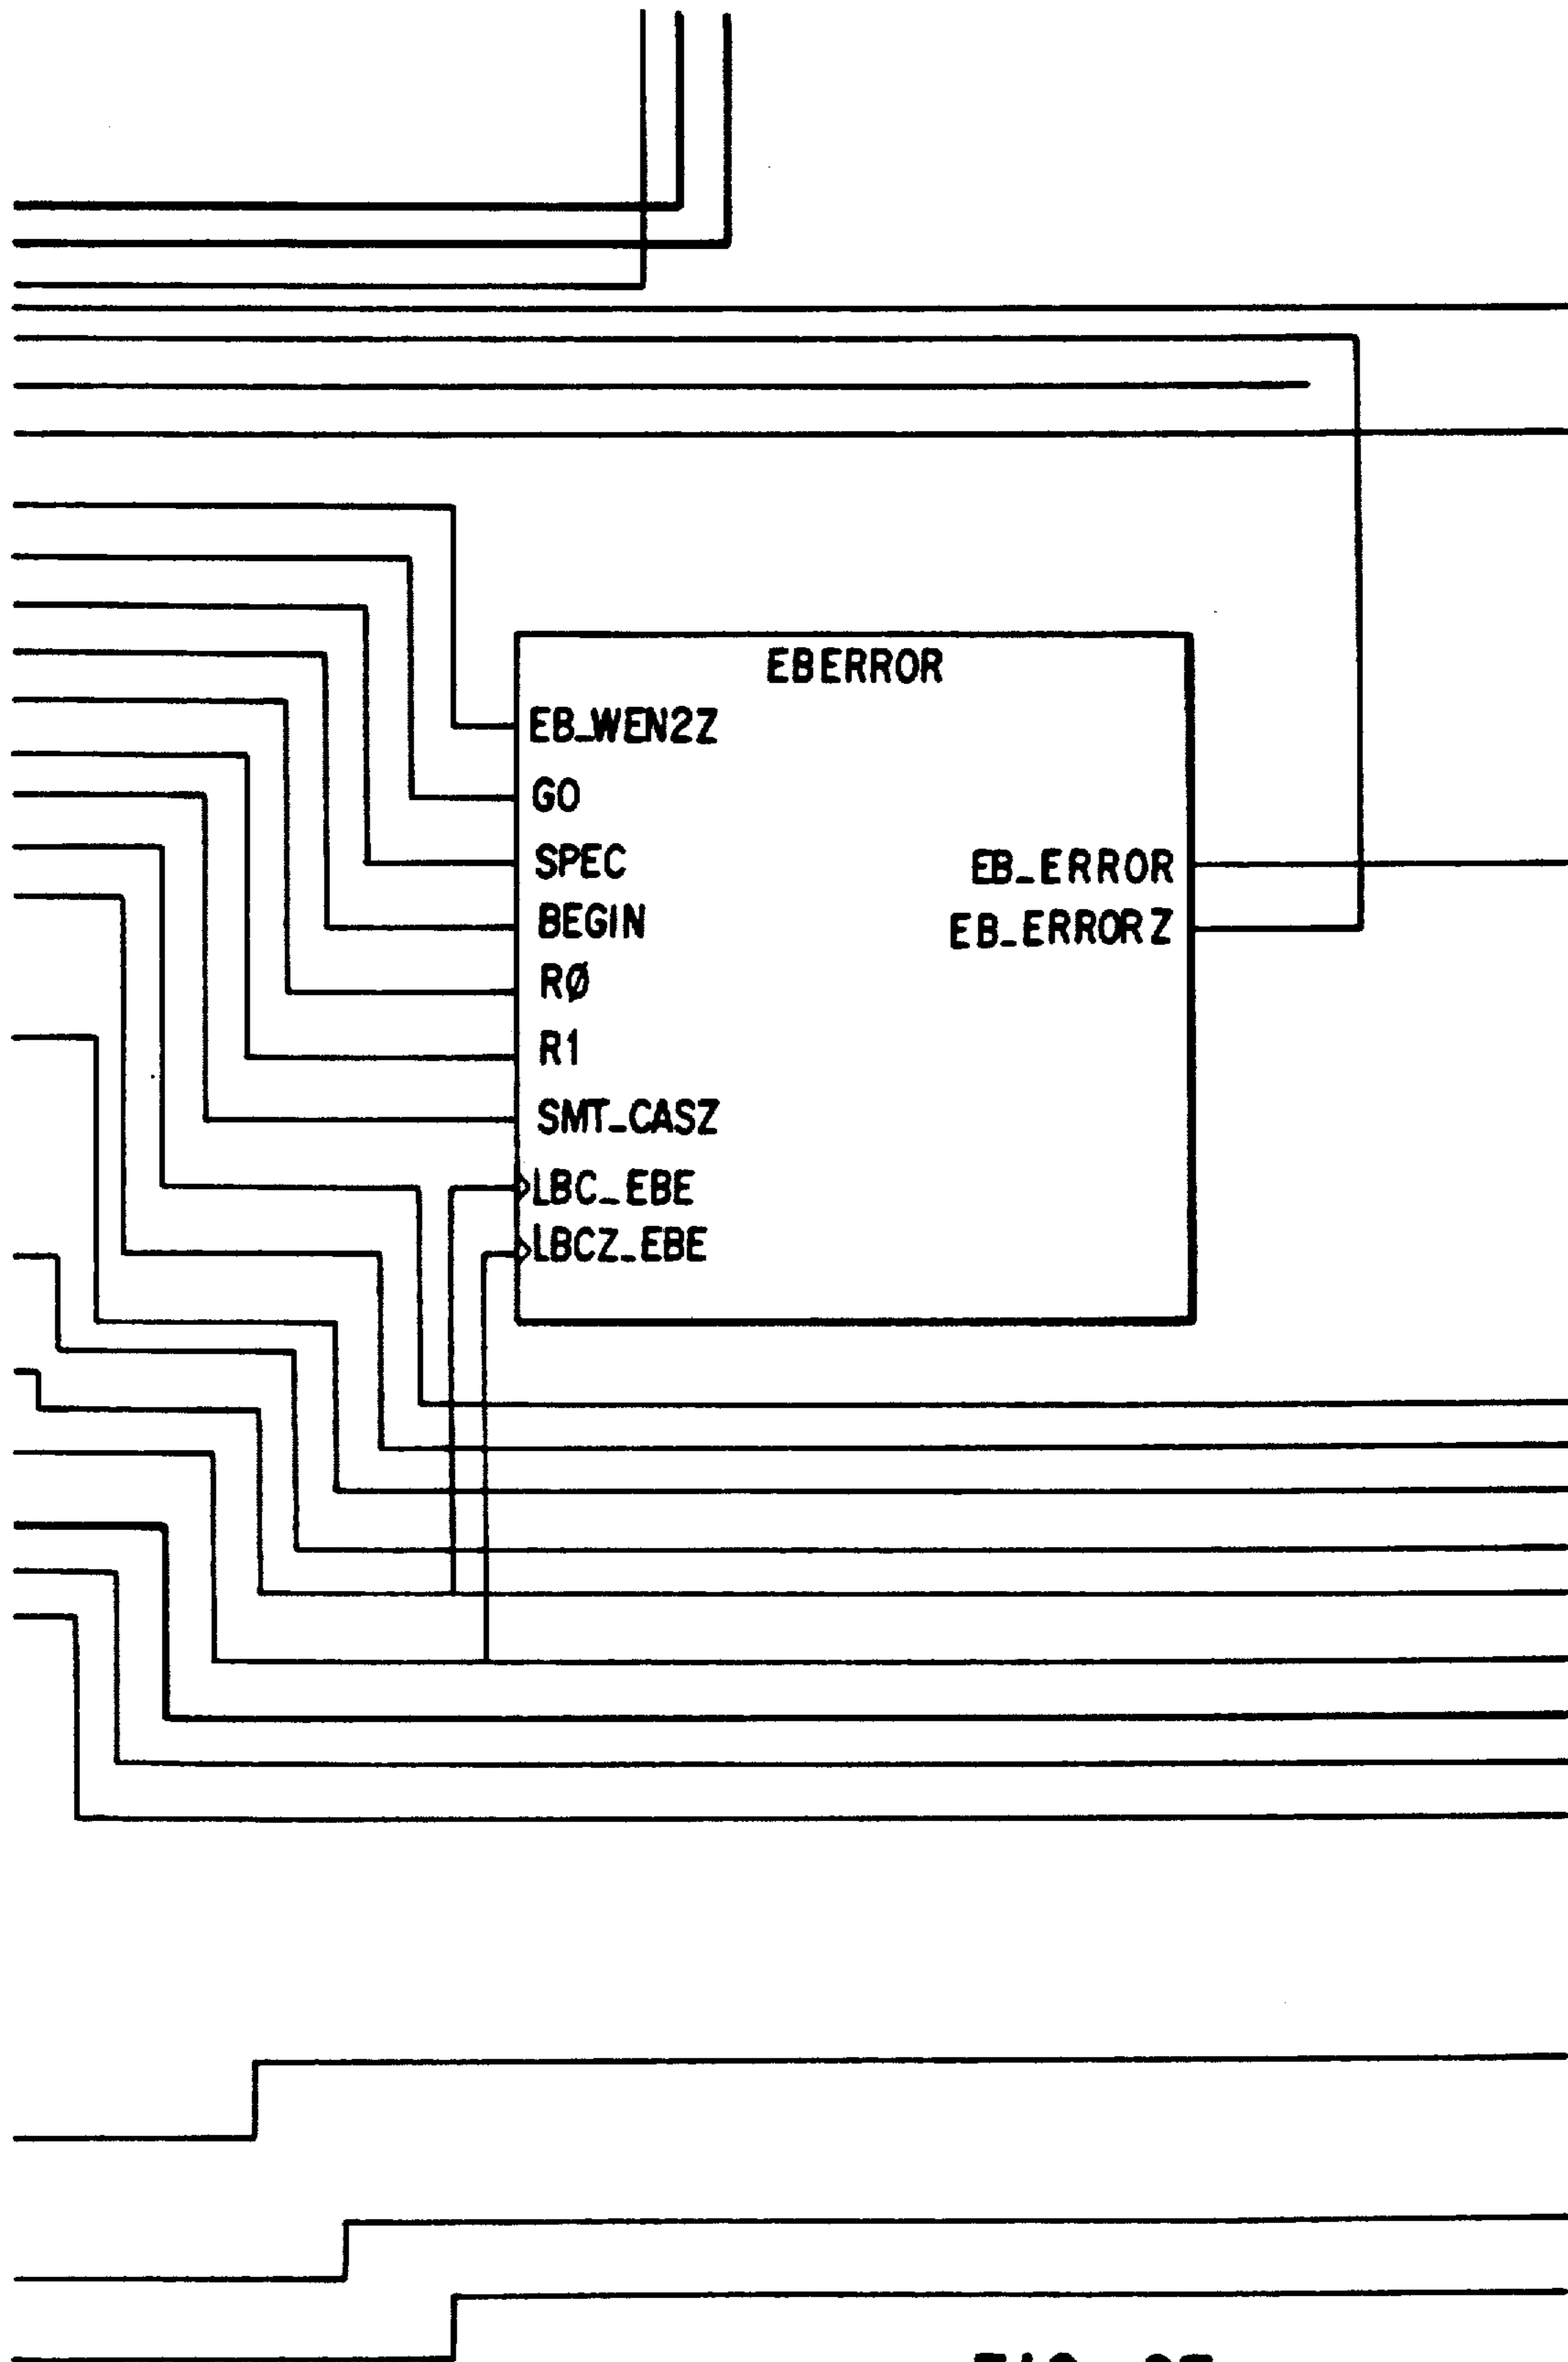 EBERROR
EB_WEN2Z
GO
SPEC
EB_ERROR
BEGIN
EB_ERRORZ
RØ
R1
SMT_CASZ
LBC_EBE
LBCZ_EBE